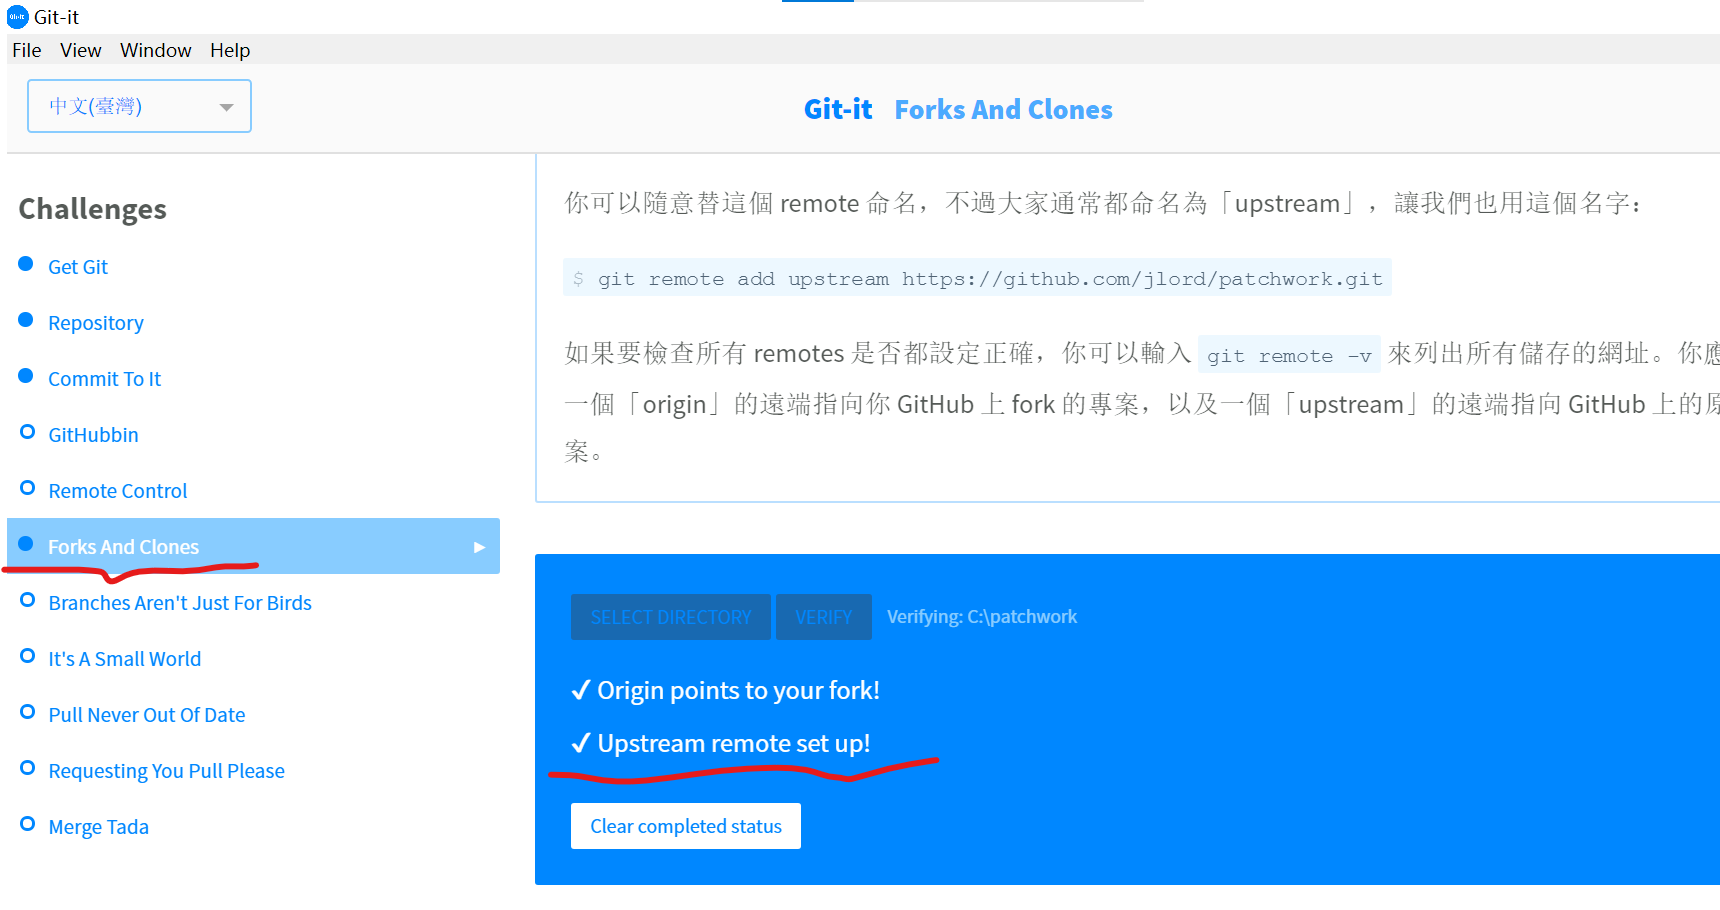 Git-it
File View Window Help
中文(臺灣)
Git-it Forks And Clones
Challenges
Get Git
Repository
Commit To It
GitHubbin
Remote Control
Forks And Clones
Branches Aren't Just For Birds
It's A Small World
Pull Never Out Of Date
Requesting You Pull Please
Merge Tada
你可以隨意替這個 remote 命名，不過大家通常都命名為「upstream」，讓我們也用這個名字：
$ git remote add upstream https://github.com/jlord/patchwork.git
如果要檢查所有 remotes 是否都設定正確，你可以輸入 git remote -v 來列出所有儲存的網址。你應
一個「origin」的遠端指向你 GitHub 上 fork 的專案，以及一個「upstream」的遠端指向 GitHub 上的原
案。
SELECT DIRECTORY VERIFY Verifying: C:\patchwork
✓ Origin points to your fork!
✓ Upstream remote set up!
Clear completed status